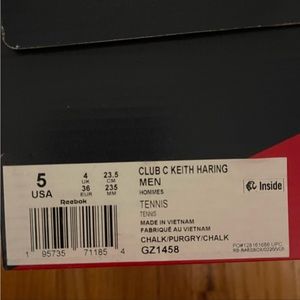 5
USA
4
UK
36
EUR
23.5
CM
235
MM
Reebok
1 95735 71185 4
CLUB C KEITH HARING
MEN
HOMMES
TENNIS
TENNIS
MADE IN VIETNAM
FABRIQUÉ AU VIETNAM
CHALK/PURGRY/CHALK
GZ1458
Inside